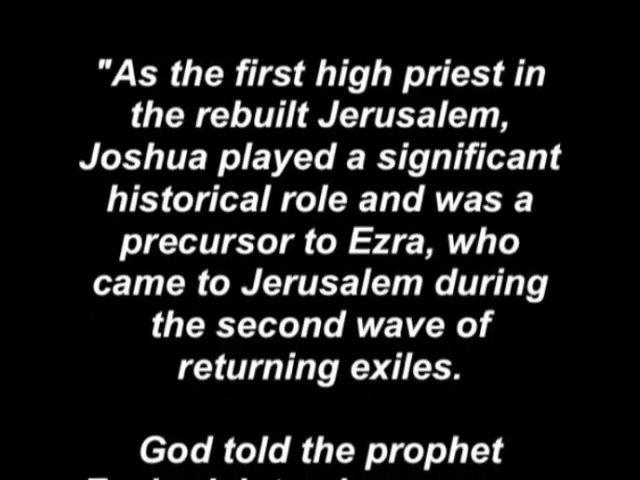 "As the first high priest in
the rebuilt Jerusalem,
Joshua played a significant
historical role and was a
precursor to Ezra, who
came to Jerusalem during
the second wave of
returning exiles.
God told the prophet